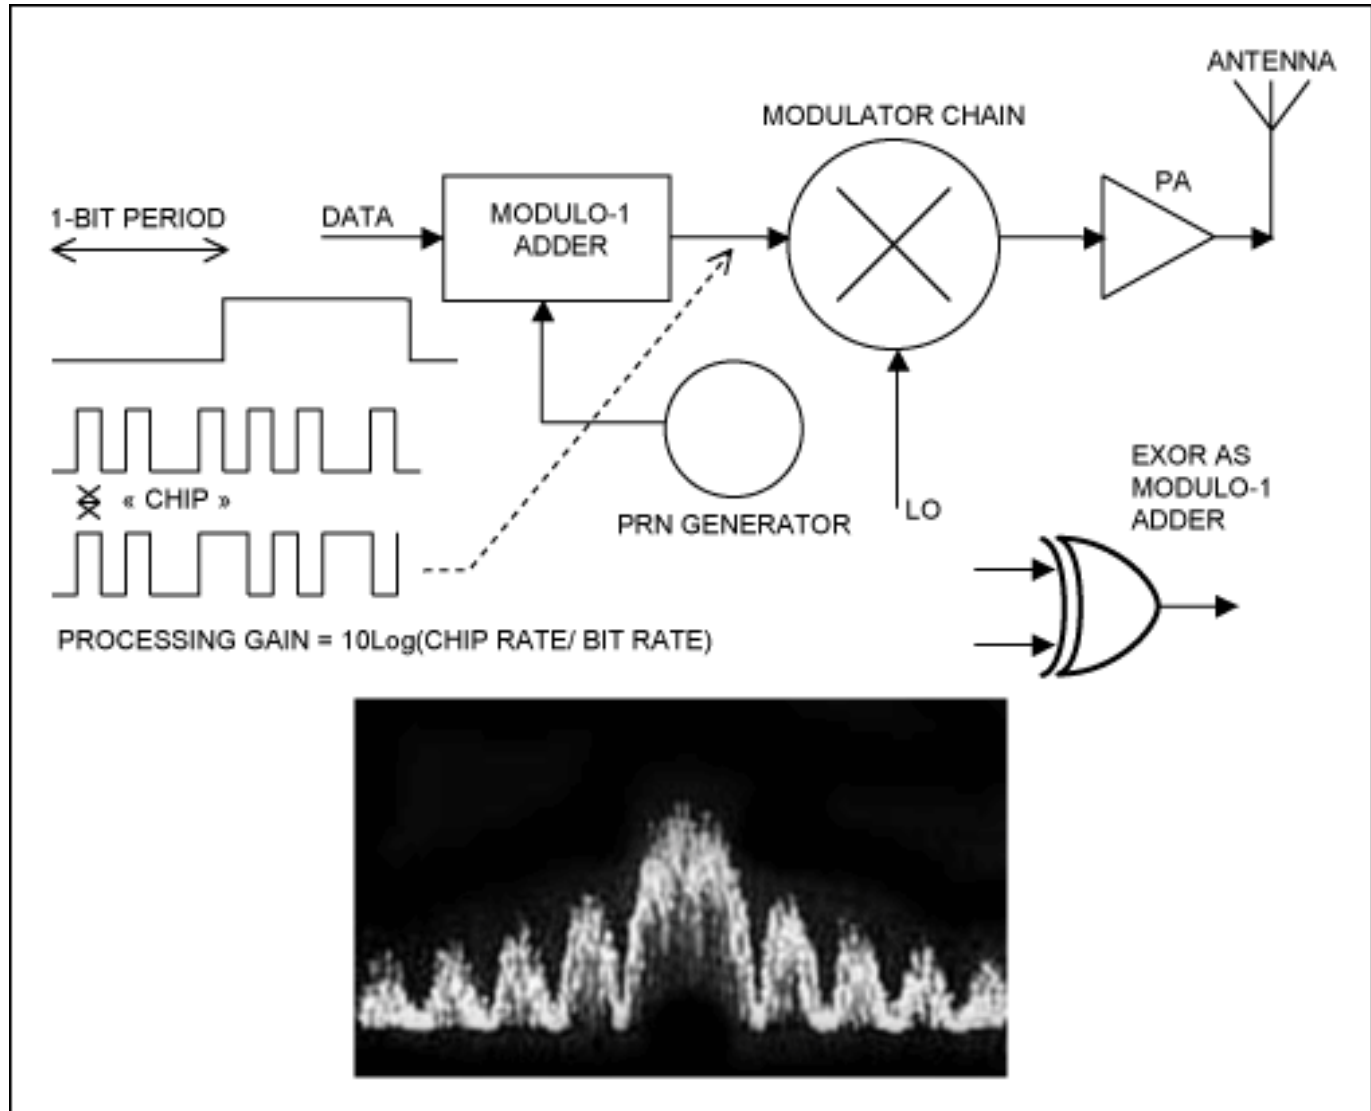 ANTENNA
MODULATOR CHAIN
PA
1-BIT PERIOD
DATA
MODULO-1
ADDER
« CHIP »
PRN GENERATOR
LO
EXOR AS
MODULO-1
ADDER
PROCESSING GAIN = 10Log(CHIP RATE/ BIT RATE)